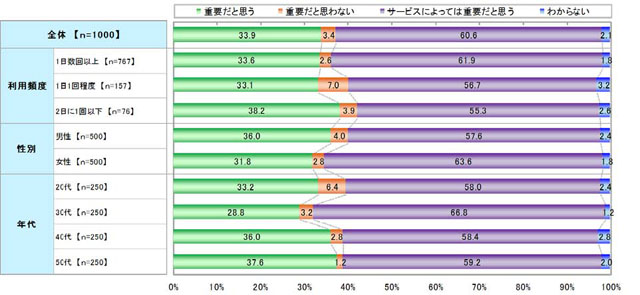 重要だと思う 重要だと思わない サービスによっては重要だと思う わからない
全体 【n=1000】 33.9 3.4 60.6 2.1
利用頻度
1日数回以上 【n=767】 33.6 2.6 61.9 1.8
1日1回程度 【n=157】 33.1 7.0 56.7 3.2
2日に1回以下 【n=76】 38.2 3.9 55.3 2.6
性別
男性 【n=500】 36.0 4.0 57.6 2.4
女性 【n=500】 31.8 2.8 63.6 1.8
年代
20代 【n=250】 33.2 6.4 58.0 2.4
30代 【n=250】 28.8 3.2 66.8 1.2
40代 【n=250】 36.0 2.8 58.4 2.8
50代 【n=250】 37.6 1.2 59.2 2.0
0% 10% 20% 30% 40% 50% 60% 70% 80% 90% 100%